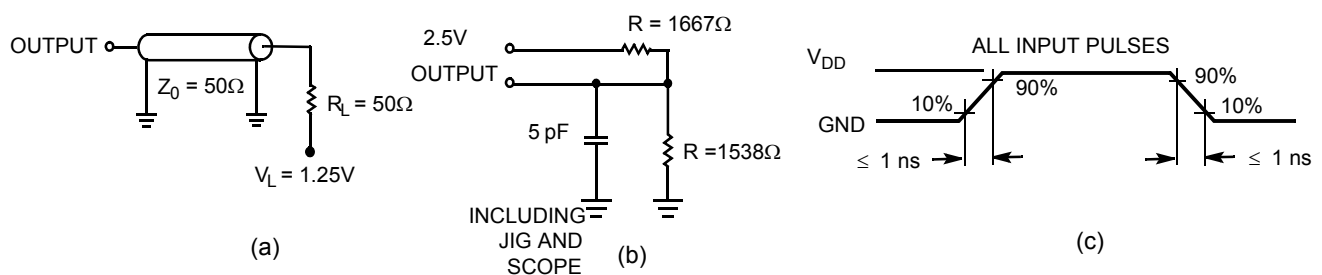 OUTPUT
Z0 = 50Ω
RL = 50Ω
VL = 1.25V
(a)
R = 1667Ω
2.5V
OUTPUT
5 pF
R =1538Ω
INCLUDING
JIG AND
SCOPE
(b)
ALL INPUT PULSES
VDD
90%
90%
10%
10%
GND
≤ 1 ns
≤ 1 ns
(c)